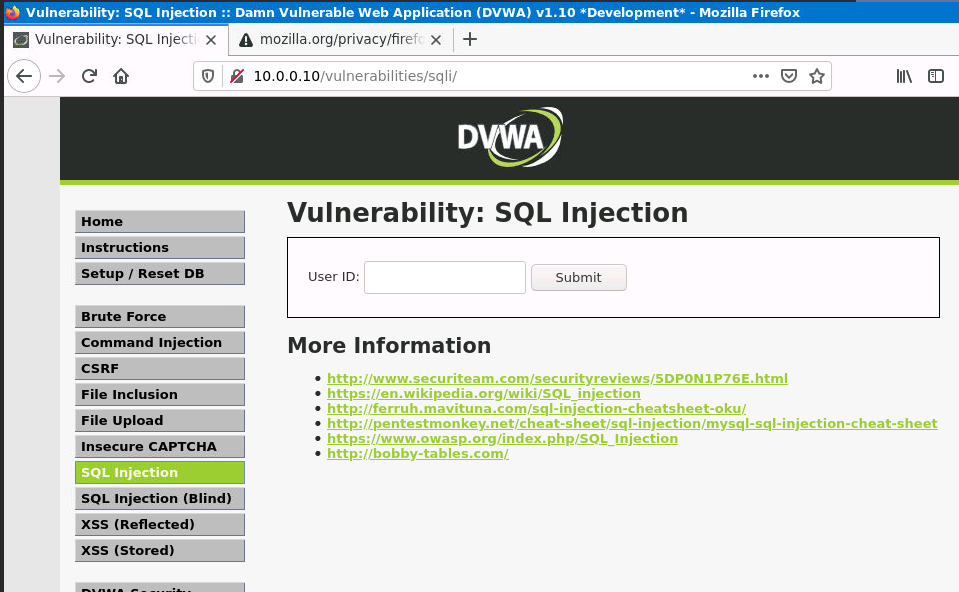 Vulnerability: SQL Injection :: Damn Vulnerable Web Application (DVWA) v1.10 *Development* - Mozilla Firefox
Vulnerability: SQL Injecti
mozilla.org/privacy/firefo
10.0.0.10/vulnerabilities/sqli/
DVWA
Home
Instructions
Setup / Reset DB
Brute Force
Command Injection
CSRF
File Inclusion
File Upload
Insecure CAPTCHA
SQL Injection
SQL Injection (Blind)
XSS (Reflected)
XSS (Stored)
DVWA Security
Vulnerability: SQL Injection
User ID:
Submit
More Information
http://www.securiteam.com/securityreviews/5DP0N1P76E.html
https://en.wikipedia.org/wiki/SQL_injection
http://ferruh.mavituna.com/sql-injection-cheatsheet-oku/
http://pentestmonkey.net/cheat-sheet/sql-injection/mysql-sql-injection-cheat-sheet
https://www.owasp.org/index.php/SQL_Injection
http://bobby-tables.com/